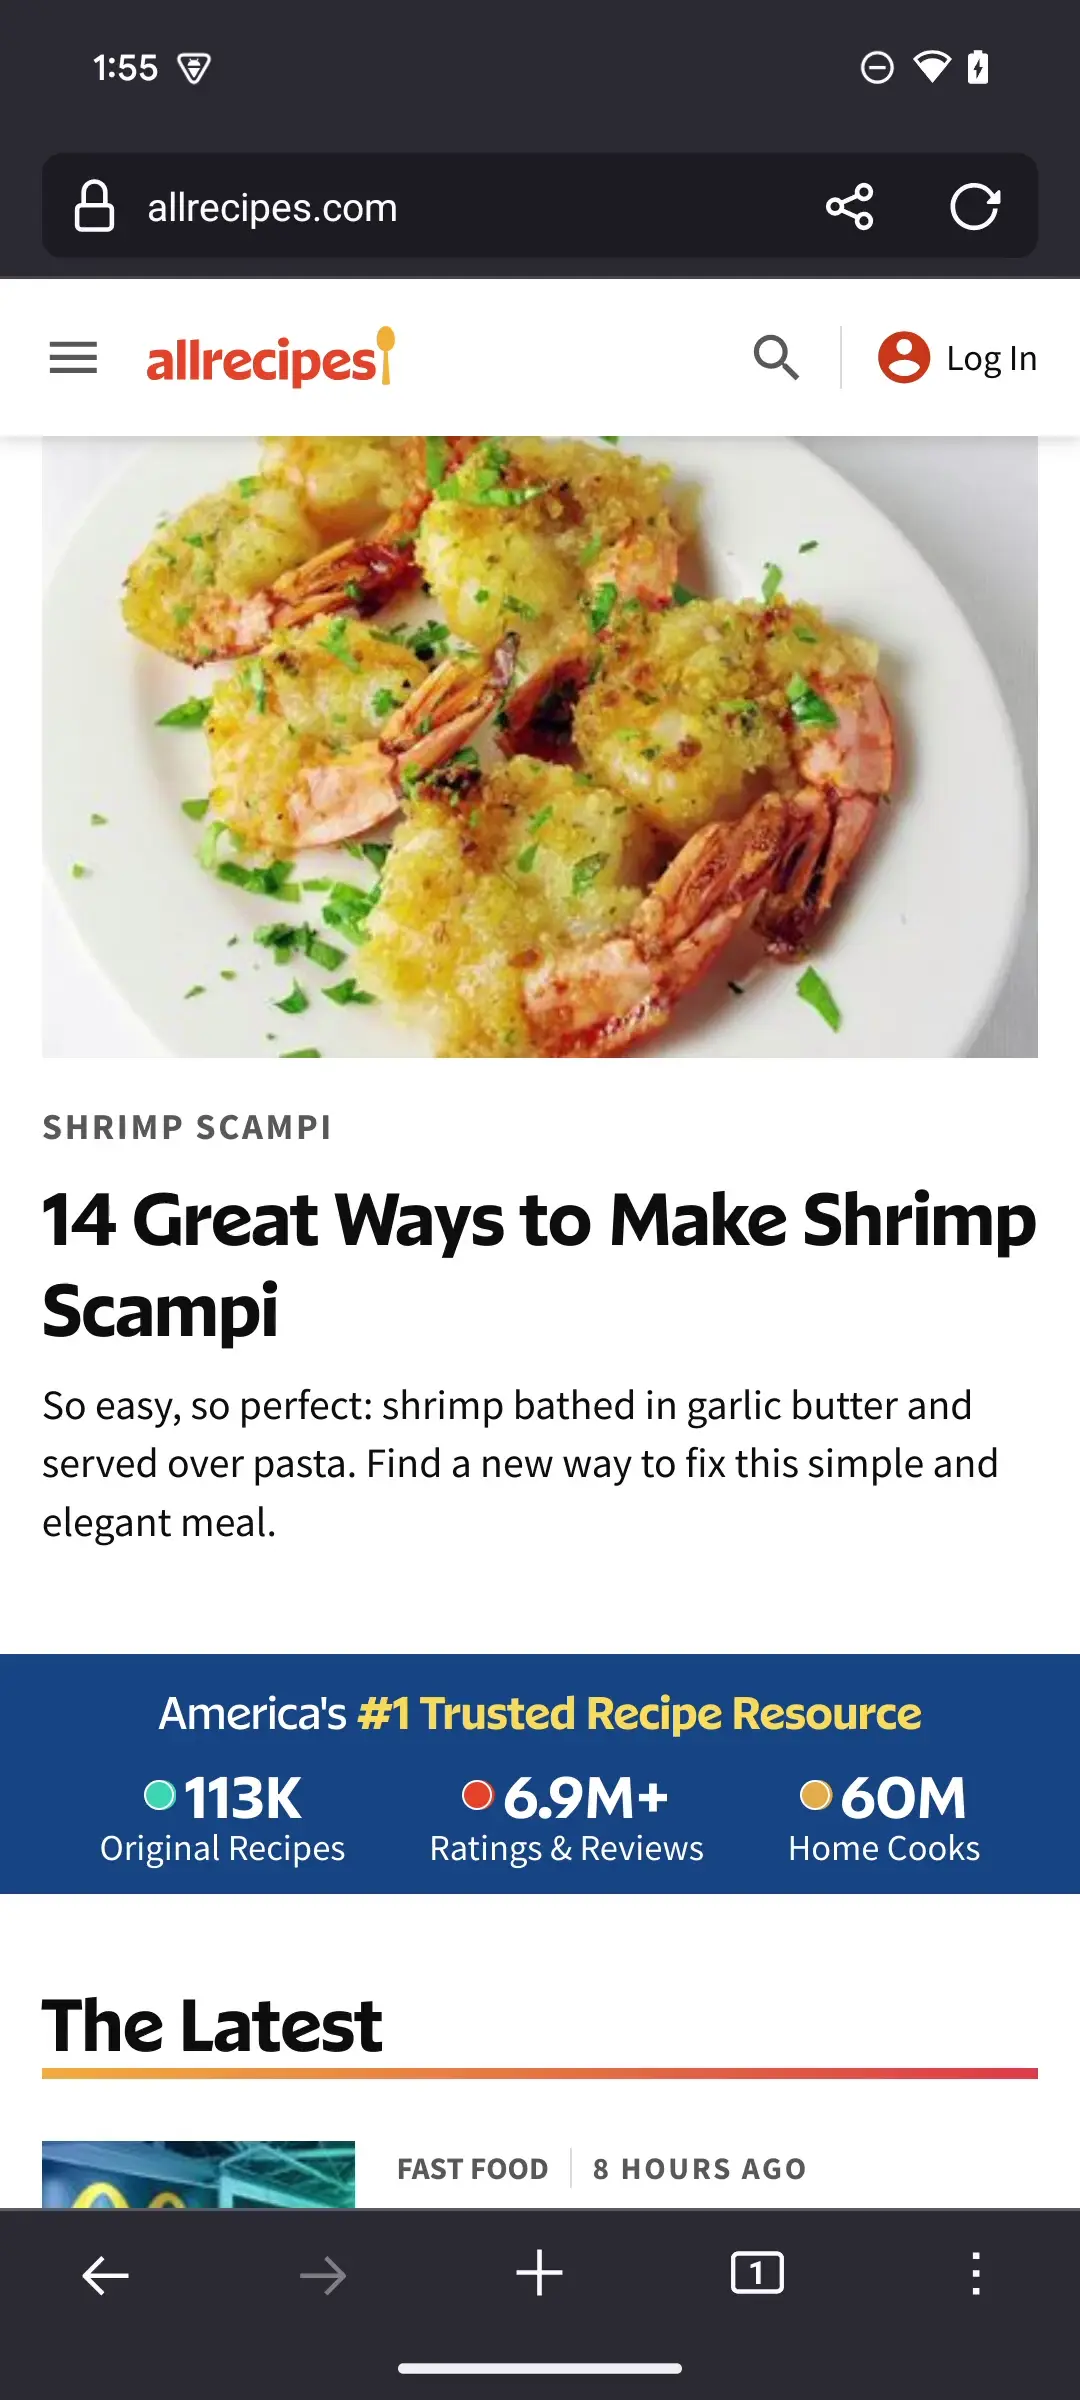 1:55
allrecipes.com
allrecipes
Log In
SHRIMP SCAMPI
14 Great Ways to Make Shrimp
Scampi
So easy, so perfect: shrimp bathed in garlic butter and
served over pasta. Find a new way to fix this simple and
elegant meal.
America's #1 Trusted Recipe Resource
113K 6.9M+ 60M
Original Recipes Ratings & Reviews Home Cooks
The Latest
FAST FOOD 8 HOURS AGO
1